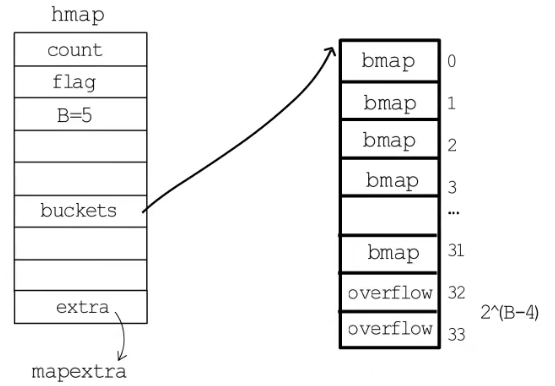 hmap
count
flag
B=5
buckets
extra
mapextra
bmap 0
bmap 1
bmap 2
bmap 3
...
bmap 31
overflow 32
overflow 33
2^(B-4)